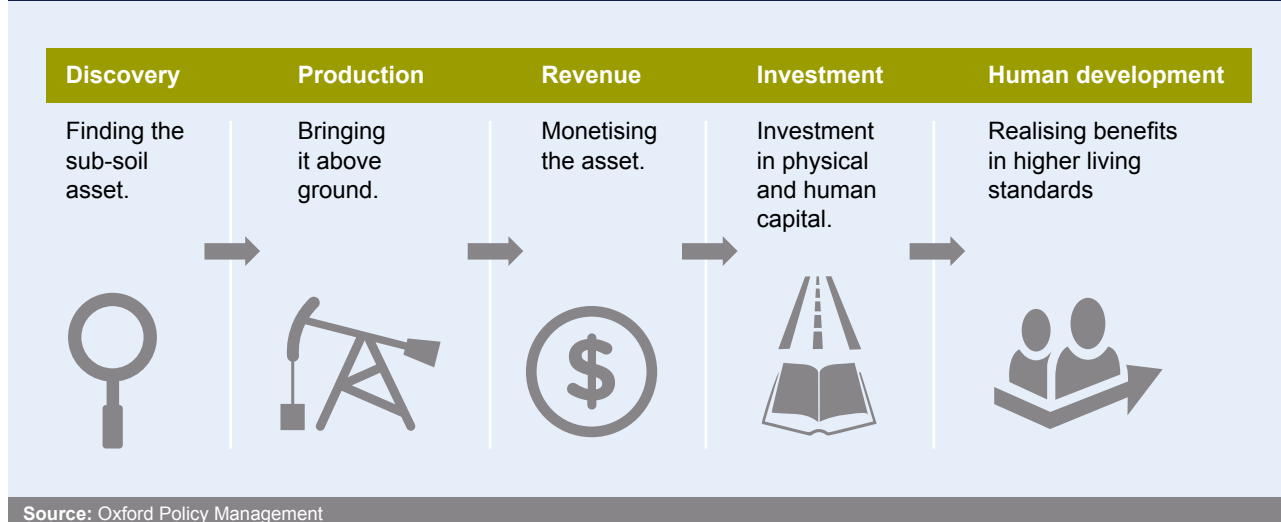 Discovery
Production
Revenue
Investment
Human development
Finding the
sub-soil
asset.
Bringing
it above
ground.
Monetising
the asset.
Investment
in physical
and human
capital.
Realising benefits
in higher living
standards
$
Source: Oxford Policy Management